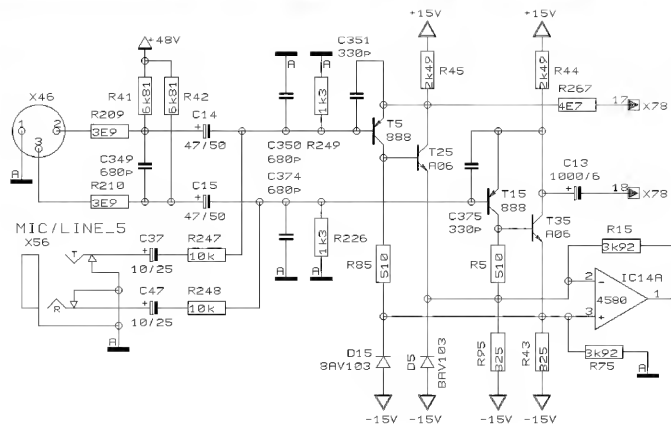 +48V
X46
1
2
3
A
R209
3E9
R41
6k81
6k81
R42
C349
680p
R210
3E9
C14
47/50
C15
47/50
MIC/LINE_5
X56
T
R
A
C37
10/25
R247
10k
C47
10/25
R248
10k
A
A
C351
330p
1k3
C350
680p
R249
C374
680p
1k3
R226
A
A
+15V
2k49
R45
T5
888
T25
A06
R85
510
D15
BAV103
D5
BAV103
-15V
-15V
+15V
2k49
R44
R267
4E7
17
X78
C13
1000/6
18
X78
C375
330p
T15
888
T35
A06
R5
510
R95
825
R43
825
-15V
-15V
R15
3k92
IC14A
4580
2
3
1
-
+
3k92
R75
A